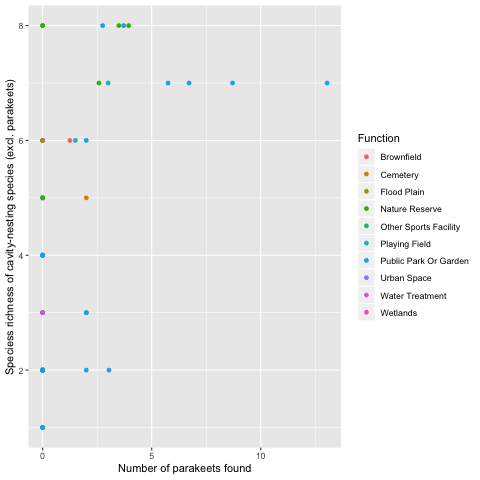 8
6
4
2
0
5
10
Speciess richness of cavity-nesting species (excl. parakeets)
Number of parakeets found
Function
Brownfield
Cemetery
Flood Plain
Nature Reserve
Other Sports Facility
Playing Field
Public Park Or Garden
Urban Space
Water Treatment
Wetlands